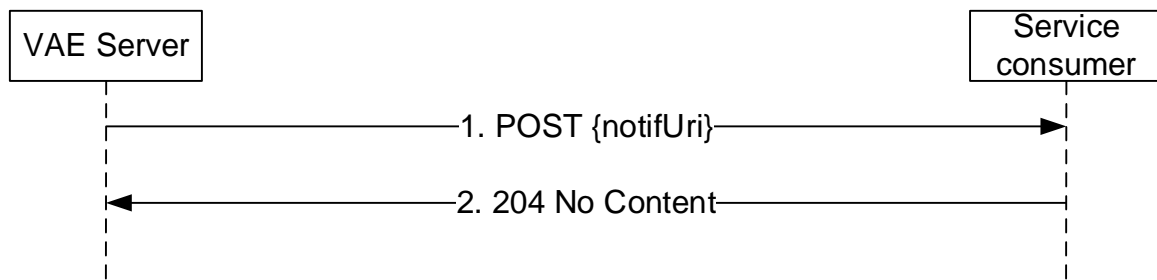 VAE Server
Service
consumer
1. POST {notifUri}
2. 204 No Content